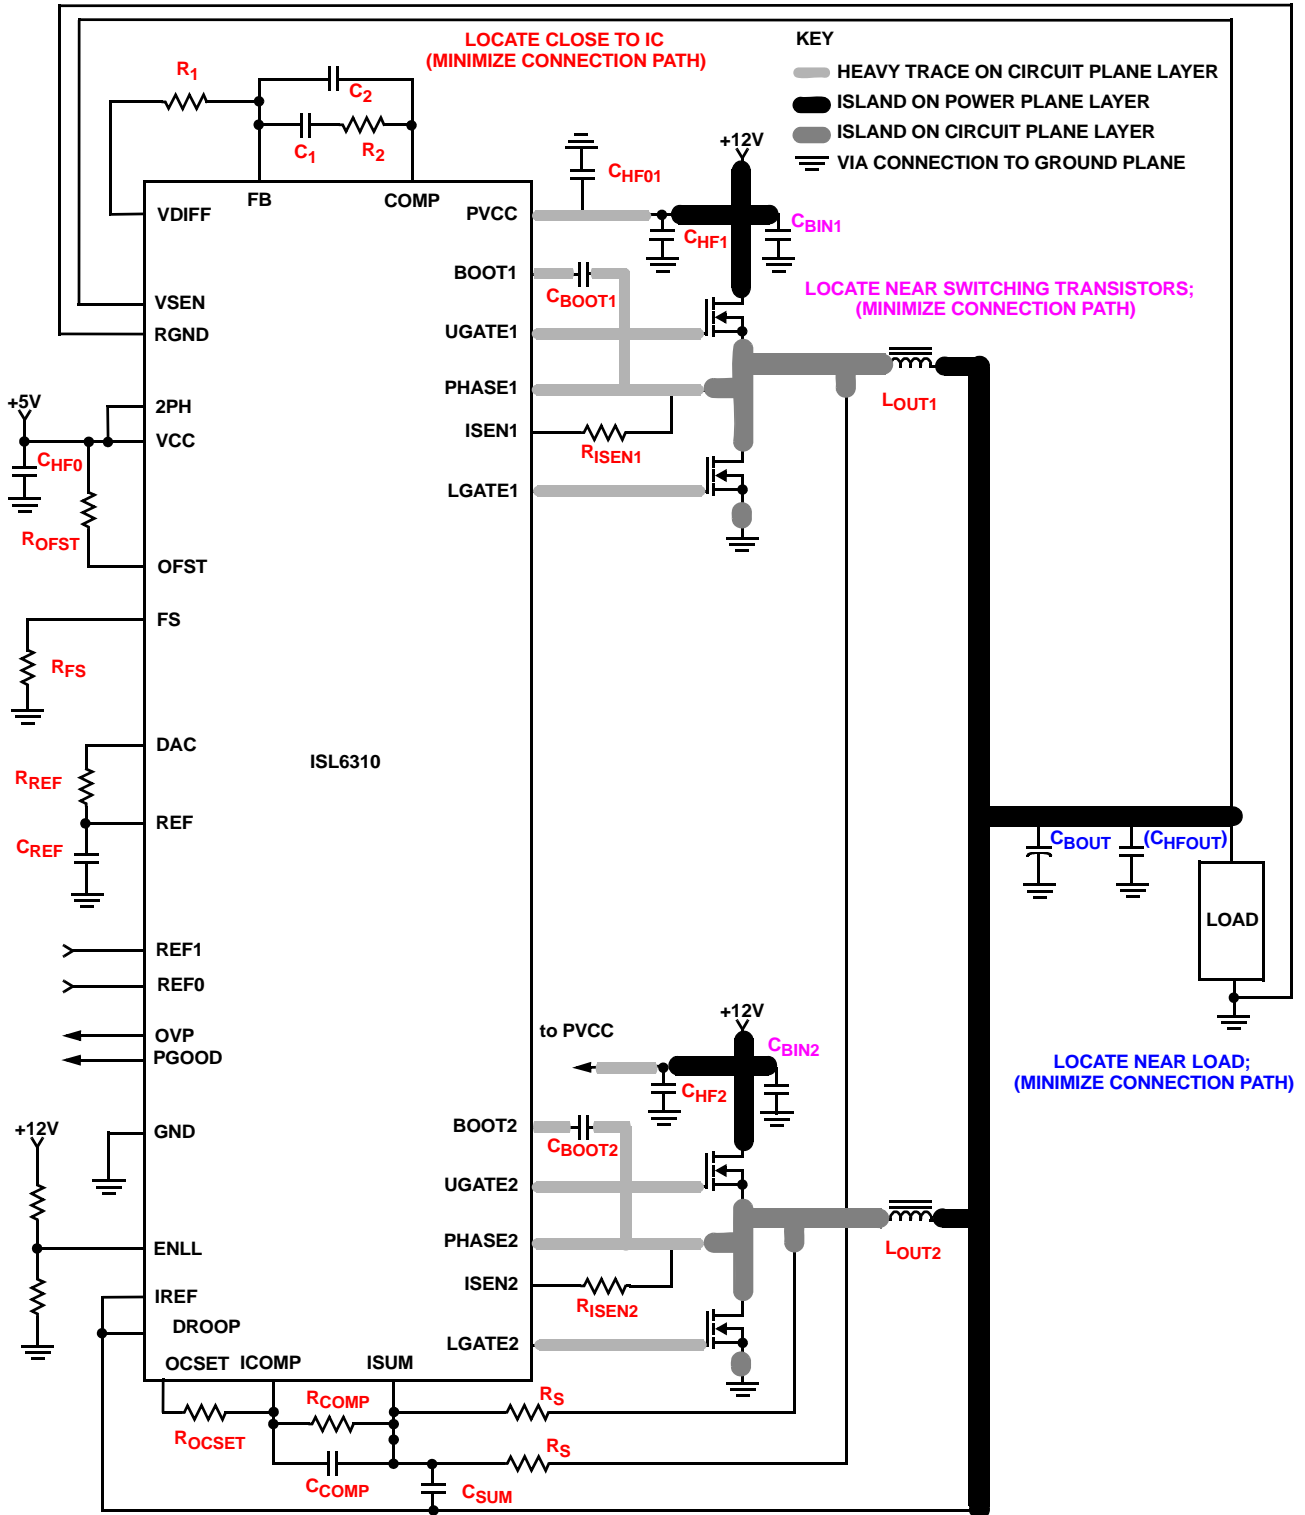 LOCATE CLOSE TO IC
(MINIMIZE CONNECTION PATH)
KEY
HEAVY TRACE ON CIRCUIT PLANE LAYER
ISLAND ON POWER PLANE LAYER
ISLAND ON CIRCUIT PLANE LAYER
VIA CONNECTION TO GROUND PLANE
R1
C2
C1
R2
+12V
CHF01
FB
COMP
VDIFF
PVCC
CHF1
CBIN1
BOOT1
CBOOT1
LOCATE NEAR SWITCHING TRANSISTORS;
(MINIMIZE CONNECTION PATH)
VSEN
RGND
UGATE1
PHASE1
LOUT1
+5V
2PH
VCC
ISEN1
RISEN1
CHF0
LGATE1
ROFST
OFST
FS
RFS
DAC
ISL6310
RREF
REF
CREF
CBOUT
(CHFOUT)
LOAD
REF1
REF0
OVP
PGOOD
to PVCC
+12V
CBIN2
CHF2
LOCATE NEAR LOAD;
(MINIMIZE CONNECTION PATH)
+12V
GND
BOOT2
CBOOT2
UGATE2
PHASE2
LOUT2
ENLL
ISEN2
RISEN2
IREF
DROOP
LGATE2
OCSET
ICOMP
ISUM
RCOMP
RS
ROCSET
RS
CCOMP
CSUM